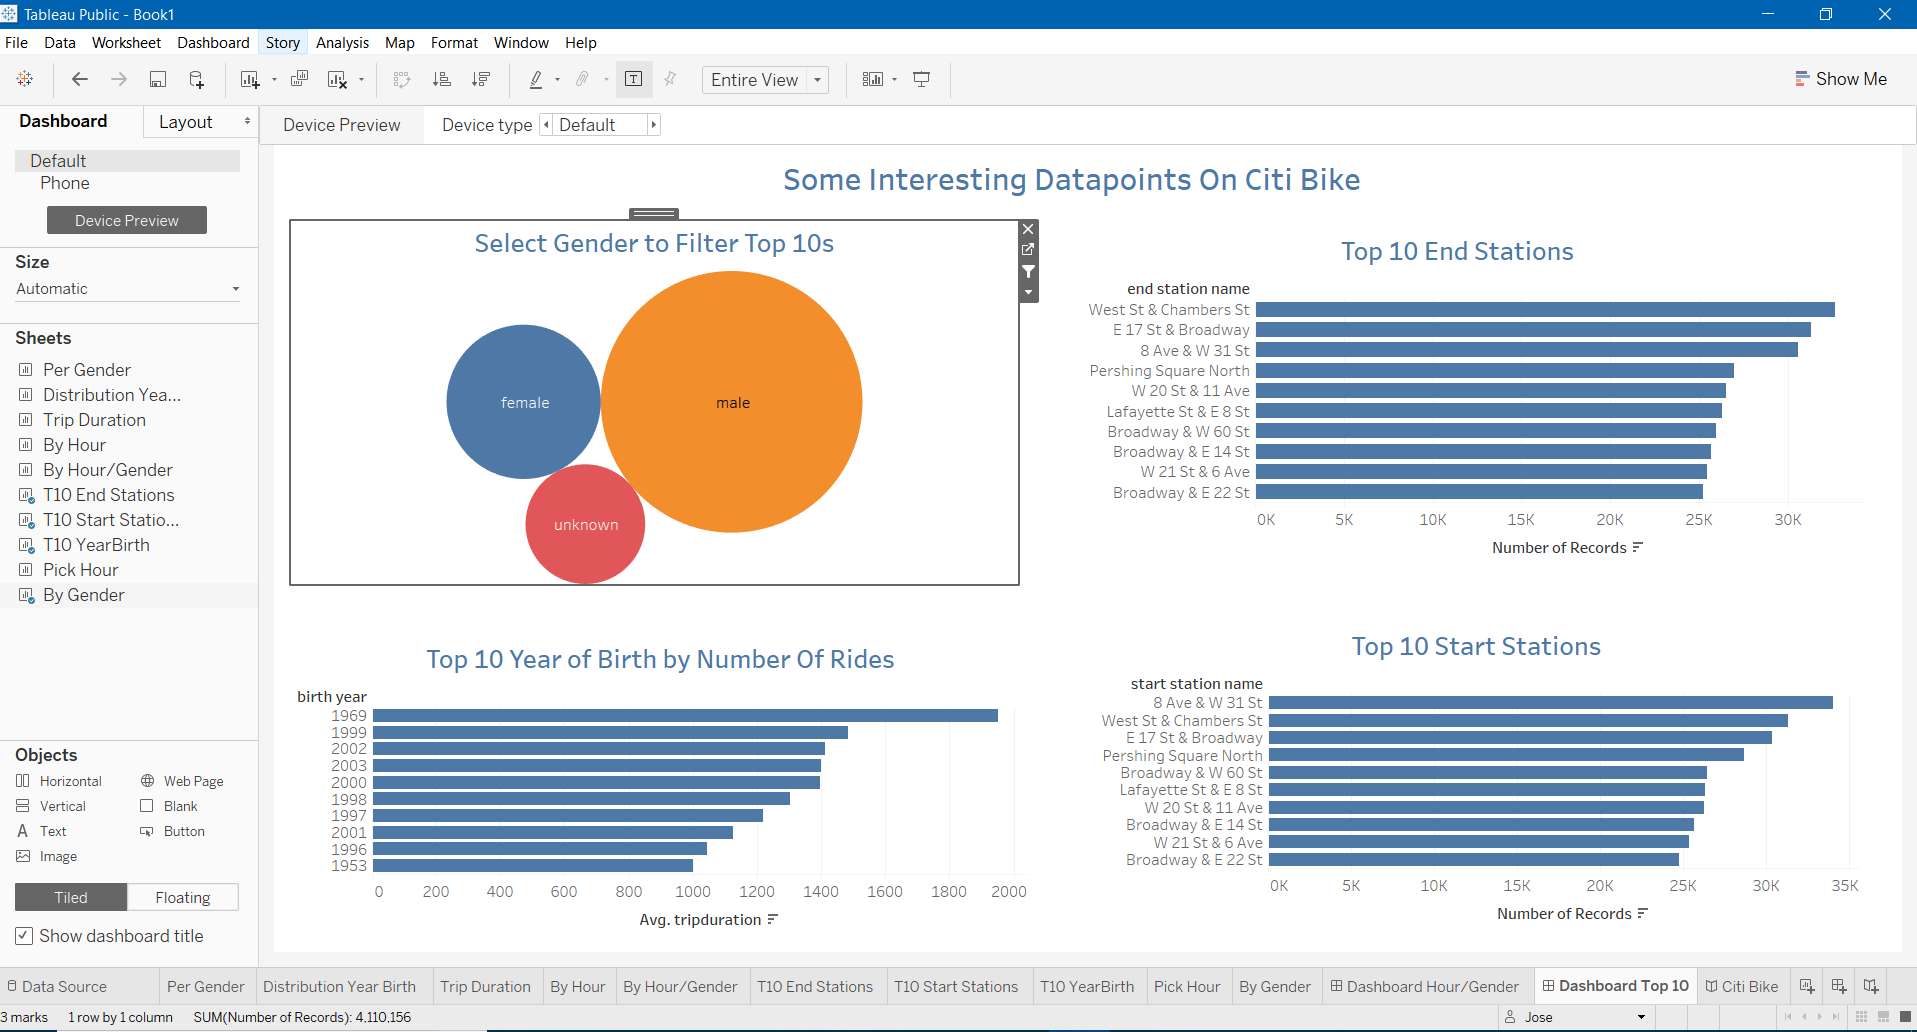 Tableau Public - Book1
File Data Worksheet Dashboard Story Analysis Map Format Window Help
Entire View
Show Me
Dashboard Layout
Device Preview Device type Default
Default
Phone
Device Preview
Size
Automatic
Sheets
Per Gender
Distribution Yea...
Trip Duration
By Hour
By Hour/Gender
T10 End Stations
T10 Start Statio...
T10 YearBirth
Pick Hour
By Gender
Objects
Horizontal Web Page
Vertical Blank
A Text Button
Image
Tiled Floating
Show dashboard title
Some Interesting Datapoints On Citi Bike
Select Gender to Filter Top 10s
female
male
unknown
Top 10 End Stations
end station name
West St & Chambers St
E 17 St & Broadway
8 Ave & W 31 St
Pershing Square North
W 20 St & 11 Ave
Lafayette St & E 8 St
Broadway & W 60 St
Broadway & E 14 St
W 21 St & 6 Ave
Broadway & E 22 St
0K 5K 10K 15K 20K 25K 30K
Number of Records
Top 10 Year of Birth by Number Of Rides
birth year
1969
1999
2002
2003
2000
1998
1997
2001
1996
1953
0 200 400 600 800 1000 1200 1400 1600 1800 2000
Avg. tripduration
Top 10 Start Stations
start station name
8 Ave & W 31 St
West St & Chambers St
E 17 St & Broadway
Pershing Square North
Broadway & W 60 St
Lafayette St & E 8 St
W 20 St & 11 Ave
Broadway & E 14 St
W 21 St & 6 Ave
Broadway & E 22 St
0K 5K 10K 15K 20K 25K 30K 35K
Number of Records
Data Source Per Gender Distribution Year Birth Trip Duration By Hour By Hour/Gender T10 End Stations T10 Start Stations T10 YearBirth Pick Hour By Gender Dashboard Hour/Gender Dashboard Top 10 Citi Bike
3 marks 1 row by 1 column SUM(Number of Records): 4,110,156 Jose